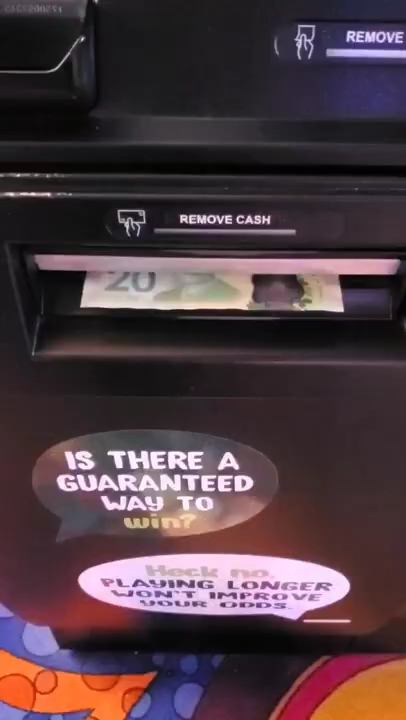 REMOVE
REMOVE CASH
20
IS THERE A
GUARANTEED
WAY TO
win?
Heck no.
PLAYING LONGER
WON'T IMPROVE
YOUR ODDS.